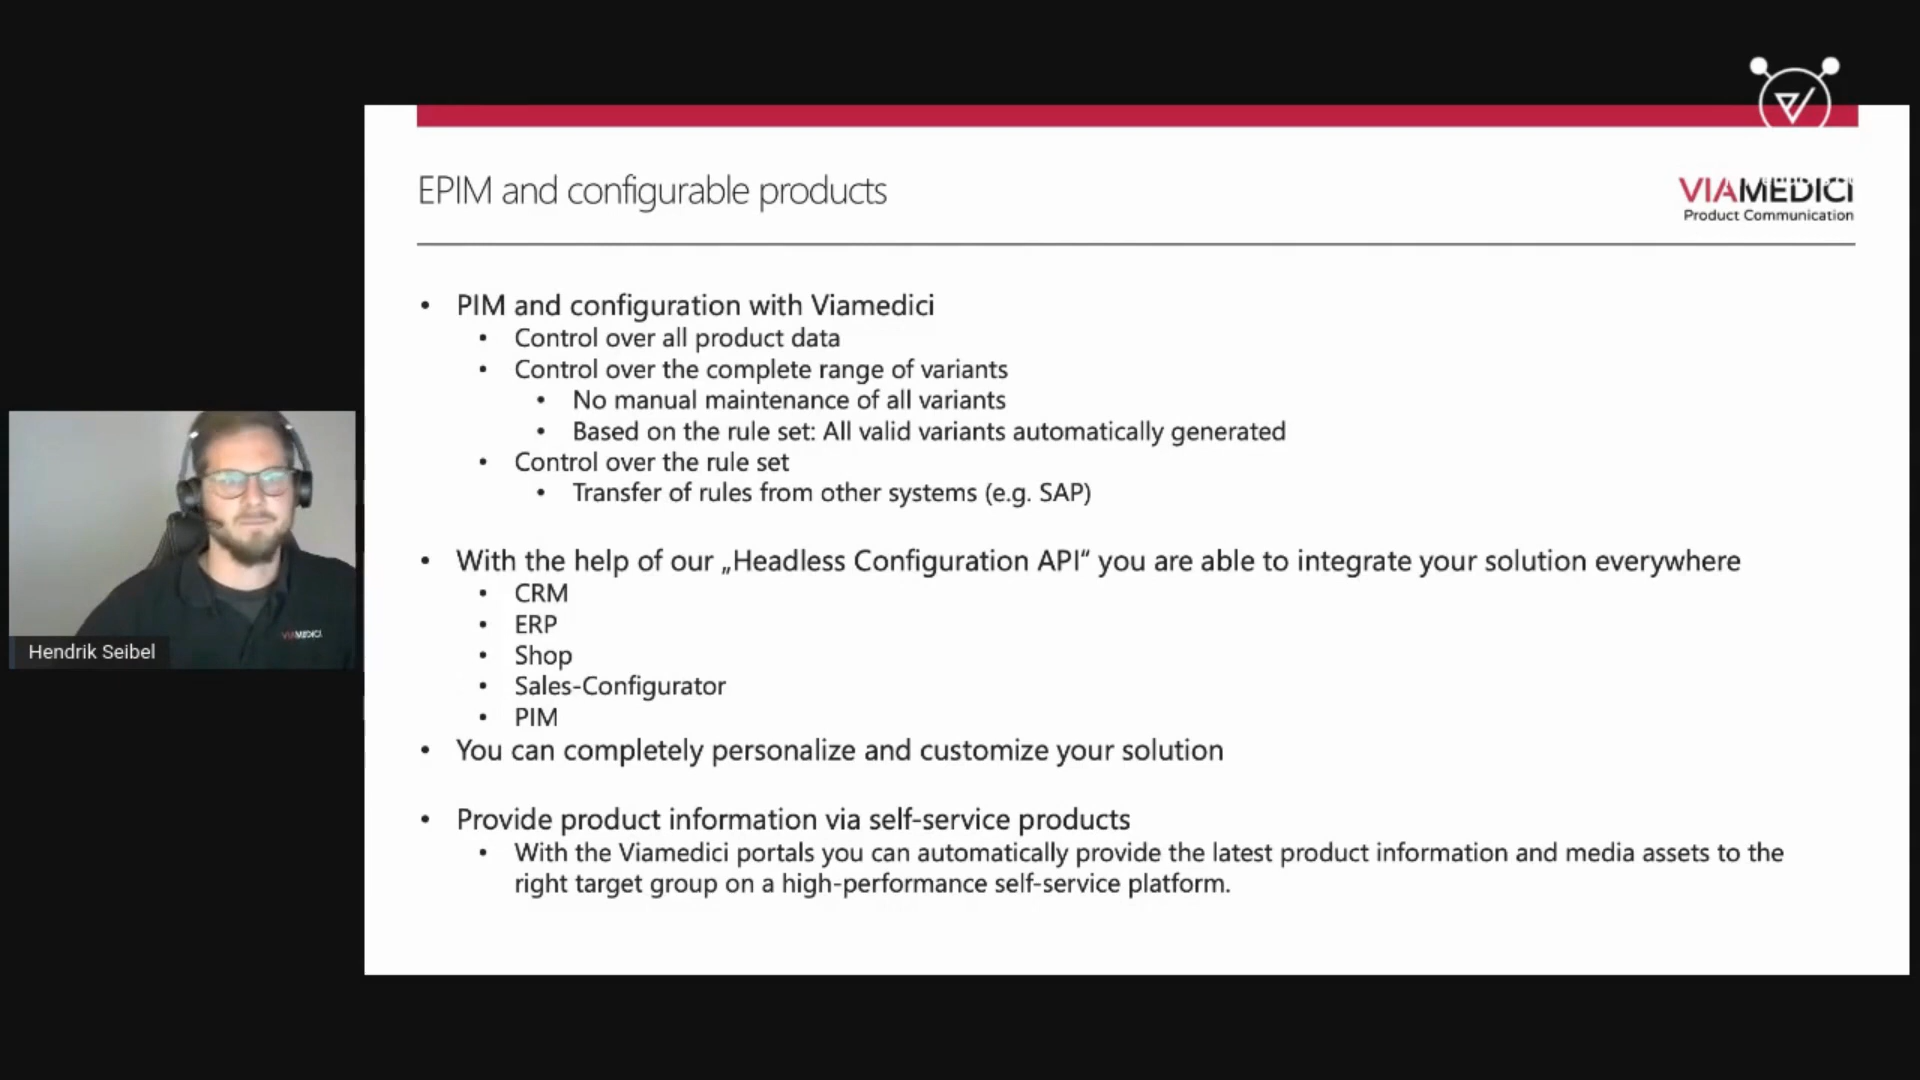 EPIM and configurable products
VIAMEDICI
Product Communication
• PIM and configuration with Viamedici
• Control over all product data
• Control over the complete range of variants
• No manual maintenance of all variants
• Based on the rule set: All valid variants automatically generated
• Control over the rule set
• Transfer of rules from other systems (e.g. SAP)
• With the help of our „Headless Configuration API“ you are able to integrate your solution everywhere
• CRM
• ERP
• Shop
• Sales-Configurator
• PIM
• You can completely personalize and customize your solution
• Provide product information via self-service products
• With the Viamedici portals you can automatically provide the latest product information and media assets to the
right target group on a high-performance self-service platform.
VIAMEDICI
Hendrik Seibel